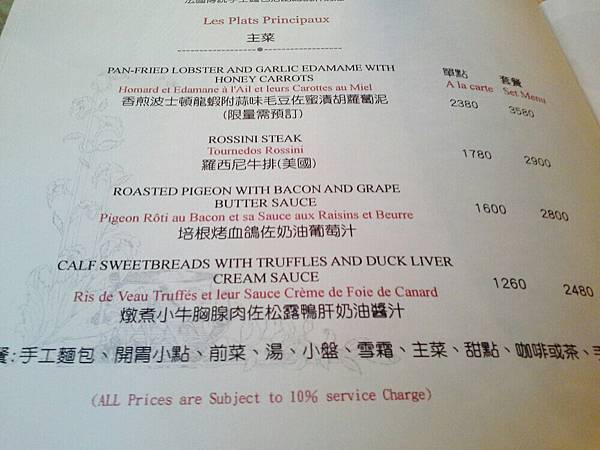 Les Plats Principaux
主菜
PAN-FRIED LOBSTER AND GARLIC EDAMAME WITH
HONEY CARROTS
Homard et Edamame à l'Ail et leurs Carottes au Miel
香煎波士頓龍蝦附蒜味毛豆佐蜜漬胡蘿蔔泥
(限量需預訂)
單點 套餐
A la carte Set Menu
2380 3580
ROSSINI STEAK
Tournedos Rossini
羅西尼牛排(美國)
1780 2900
ROASTED PIGEON WITH BACON AND GRAPE
BUTTER SAUCE
Pigeon Rôti au Bacon et sa Sauce aux Raisins et Beurre
培根烤血鴿佐奶油葡萄汁
1600 2800
CALF SWEETBREADS WITH TRUFFLES AND DUCK LIVER
CREAM SAUCE
Ris de Veau Truffés et leur Sauce Crème de Foie de Canard
燉煮小牛胸腺肉佐松露鴨肝奶油醬汁
1260 2480
餐:手工麵包、開胃小點、前菜、湯、小盤、雪霜、主菜、甜點、咖啡或茶、手
(ALL Prices are Subject to 10% service Charge)